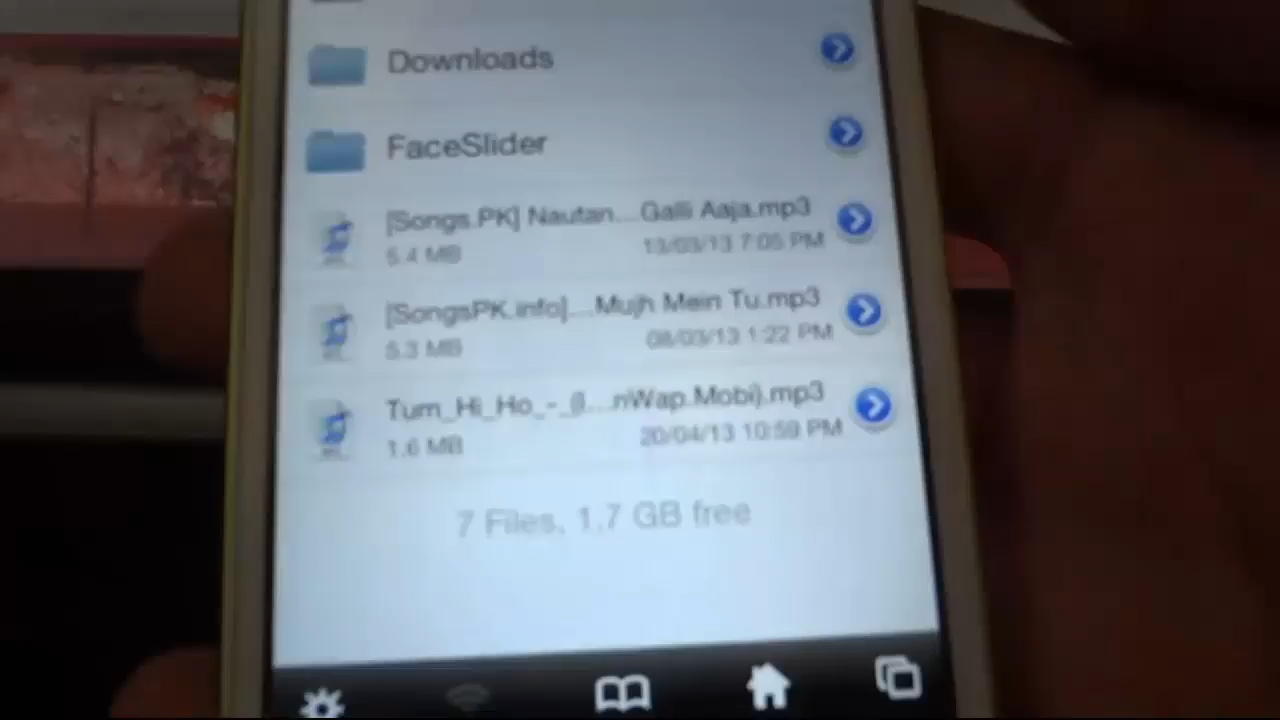 Downloads
FaceSlider
[Songs.PK] Nautan...Galli Aaja.mp3
5.4 MB 13/03/13 7:05 PM
[SongsPK.info]...Mujh Mein Tu.mp3
5.3 MB 08/03/13 1:22 PM
Tum_Hi_Ho_-_(I...nWap.Mobi).mp3
1.6 MB 20/04/13 10:59 PM
7 Files, 1.7 GB free